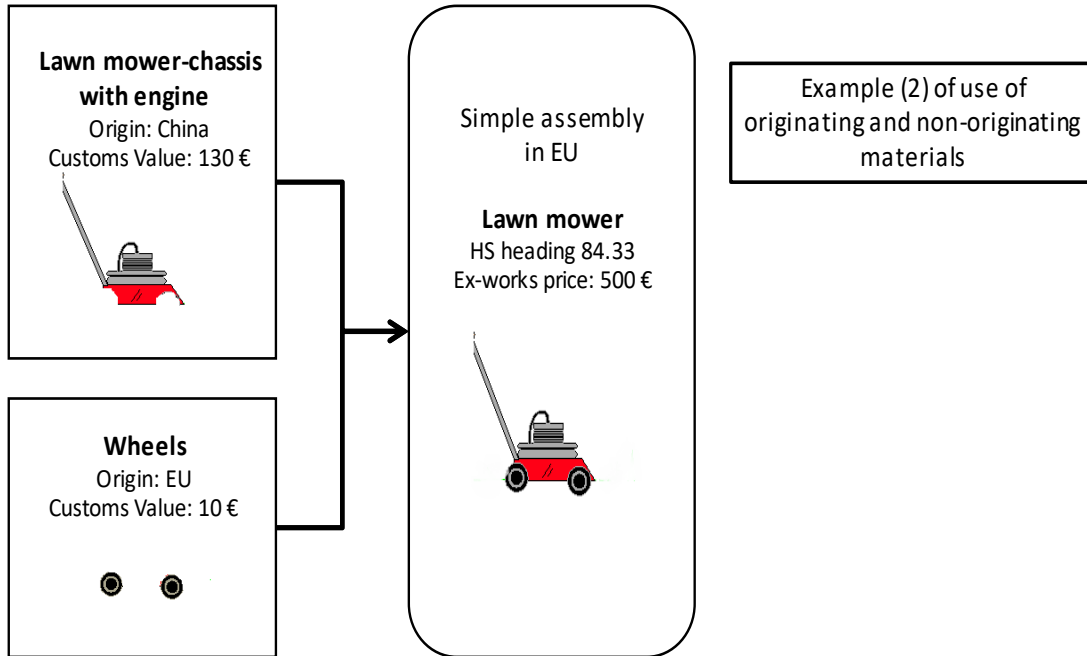 Lawn mower-chassis
with engine
Origin: China
Customs Value: 130 €
Wheels
Origin: EU
Customs Value: 10 €
Simple assembly
in EU
Lawn mower
HS heading 84.33
Ex-works price: 500 €
Example (2) of use of
originating and non-originating
materials